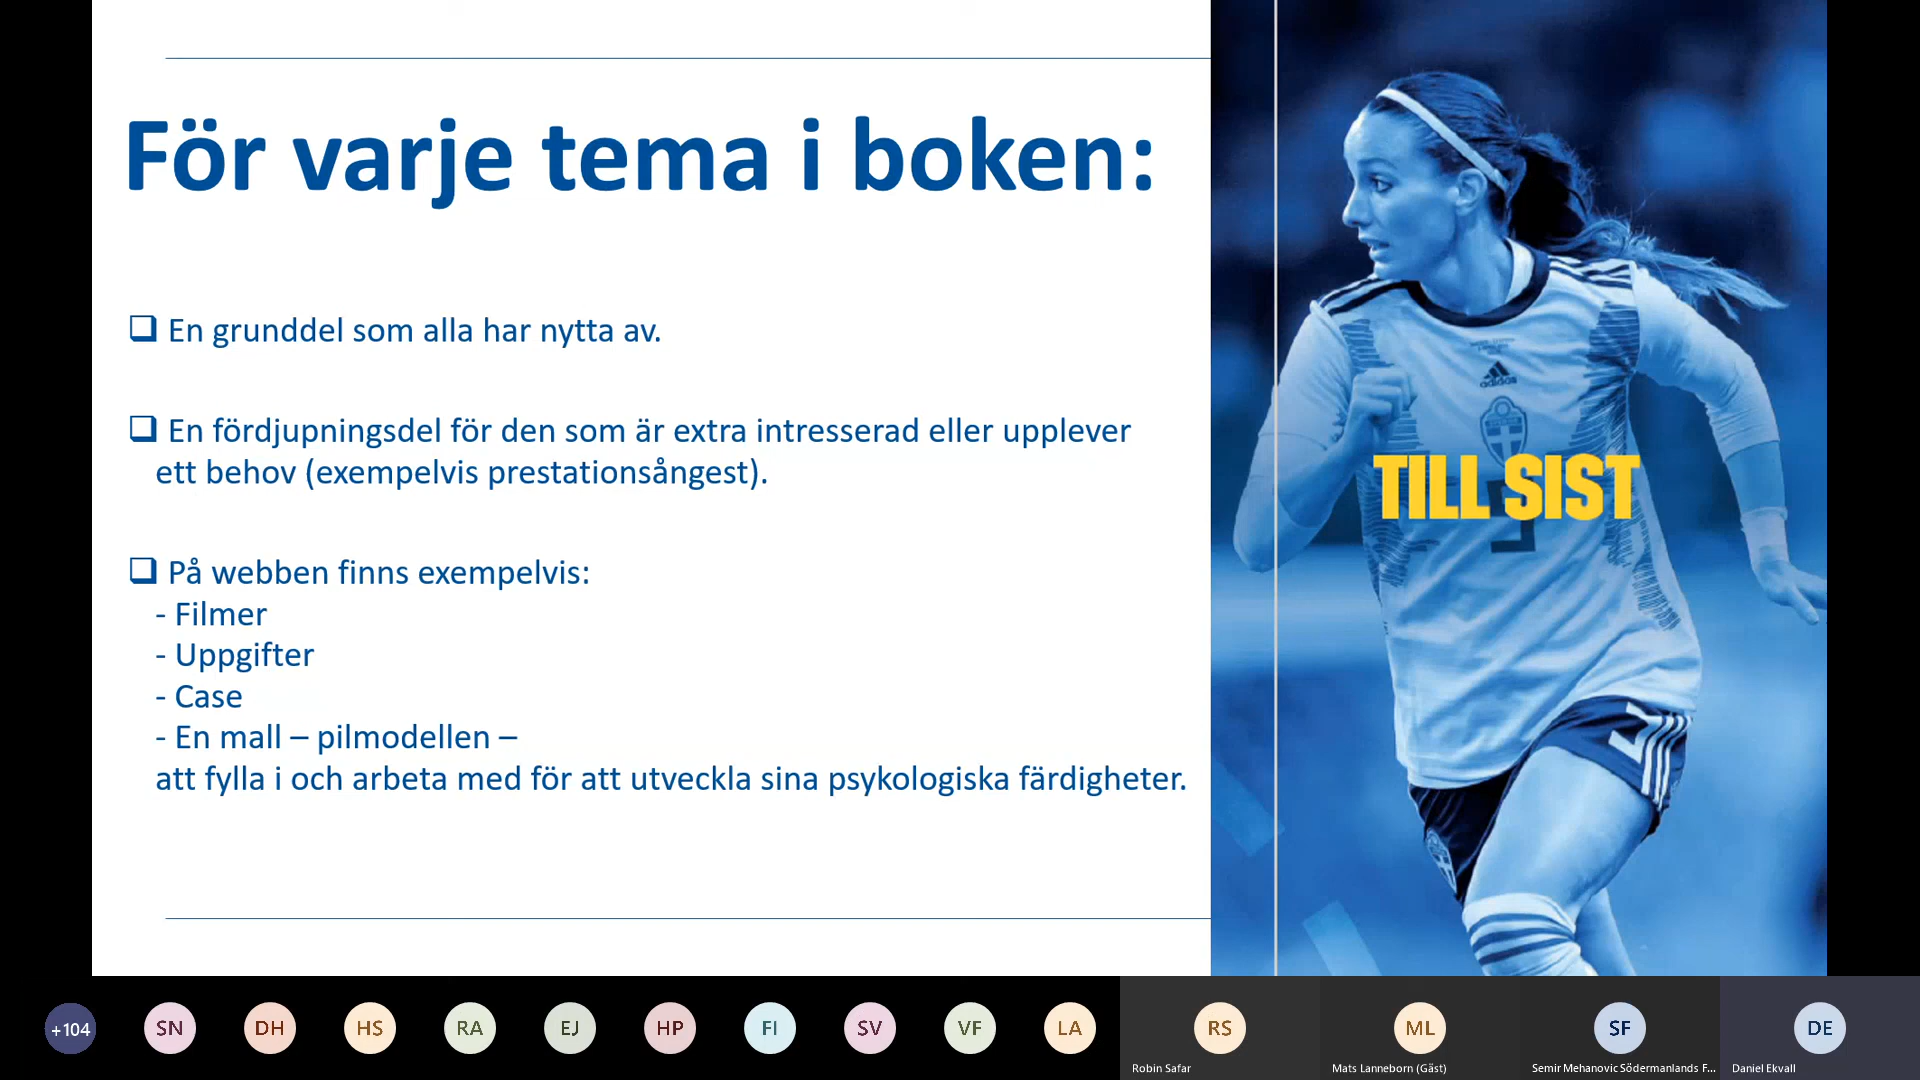 För varje tema i boken:
❑ En grunddel som alla har nytta av.
❑ En fördjupningsdel för den som är extra intresserad eller upplever
ett behov (exempelvis prestationsångest).
❑ På webben finns exempelvis:
- Filmer
- Uppgifter
- Case
- En mall – pilmodellen –
att fylla i och arbeta med för att utveckla sina psykologiska färdigheter.
adidas
TILL SIST
+104
SN
DH
HS
RA
EJ
HP
FI
SV
VF
LA
RS
ML
SF
DE
Robin Safar
Mats Lanneborn (Gäst)
Semir Mehanovic Södermanlands F...
Daniel Ekvall